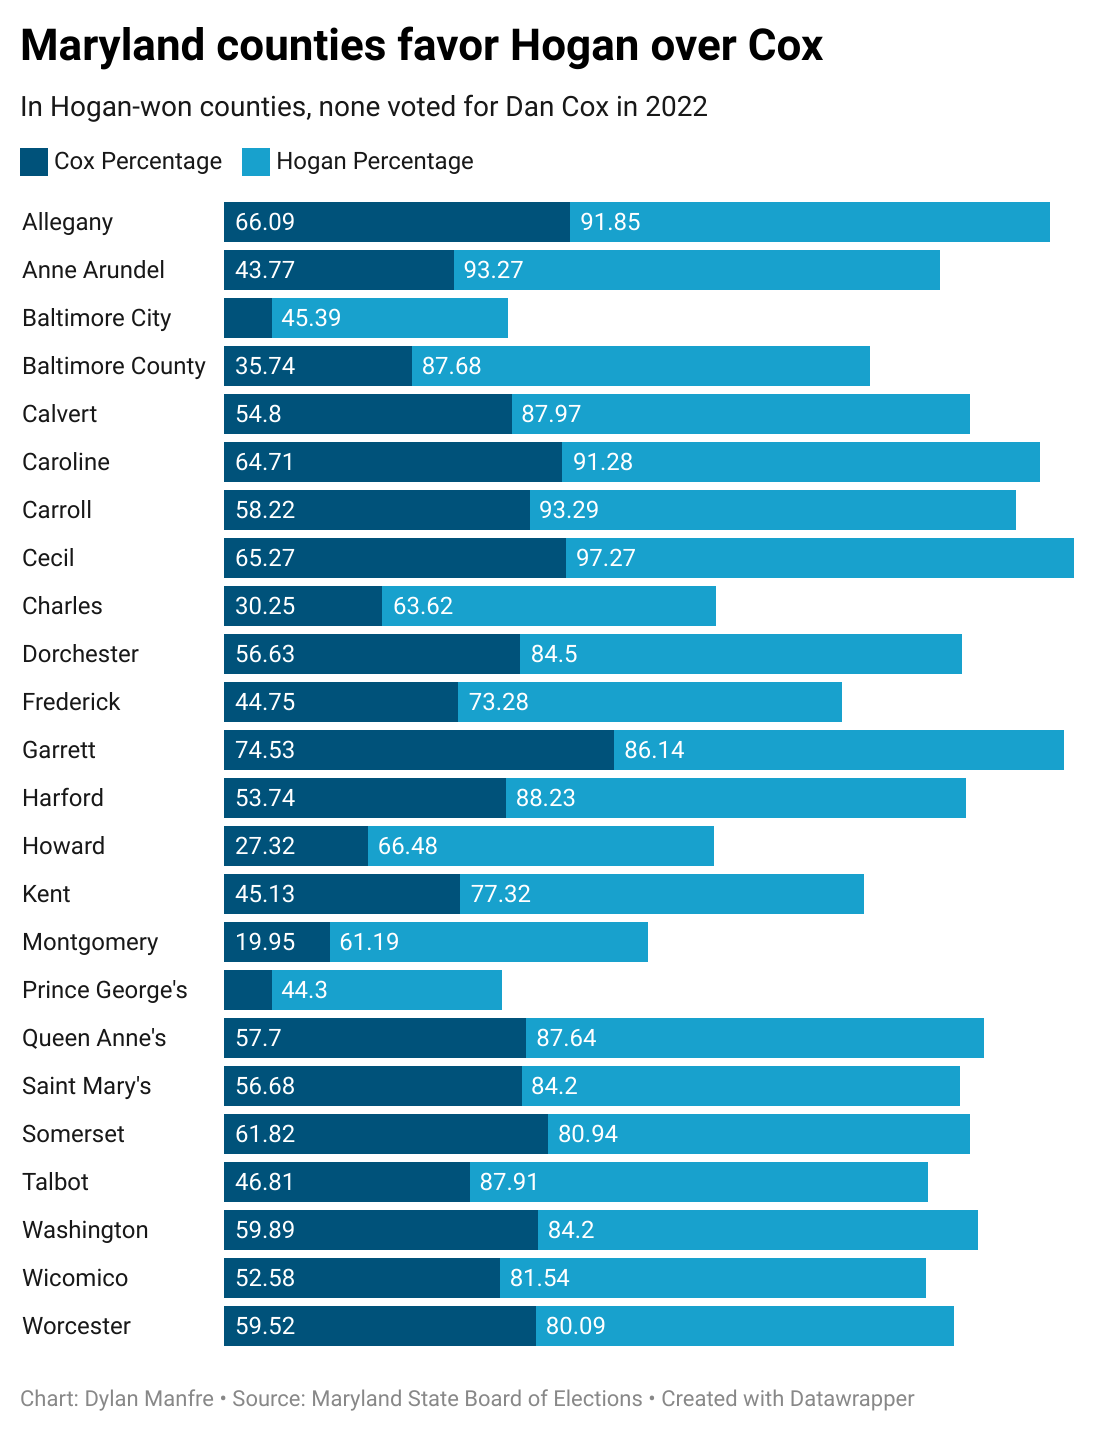 Maryland counties favor Hogan over Cox
In Hogan-won counties, none voted for Dan Cox in 2022
Cox Percentage Hogan Percentage
Allegany 66.09 91.85
Anne Arundel 43.77 93.27
Baltimore City 45.39
Baltimore County 35.74 87.68
Calvert 54.8 87.97
Caroline 64.71 91.28
Carroll 58.22 93.29
Cecil 65.27 97.27
Charles 30.25 63.62
Dorchester 56.63 84.5
Frederick 44.75 73.28
Garrett 74.53 86.14
Harford 53.74 88.23
Howard 27.32 66.48
Kent 45.13 77.32
Montgomery 19.95 61.19
Prince George's 44.3
Queen Anne's 57.7 87.64
Saint Mary's 56.68 84.2
Somerset 61.82 80.94
Talbot 46.81 87.91
Washington 59.89 84.2
Wicomico 52.58 81.54
Worcester 59.52 80.09
Chart: Dylan Manfre • Source: Maryland State Board of Elections • Created with Datawrapper